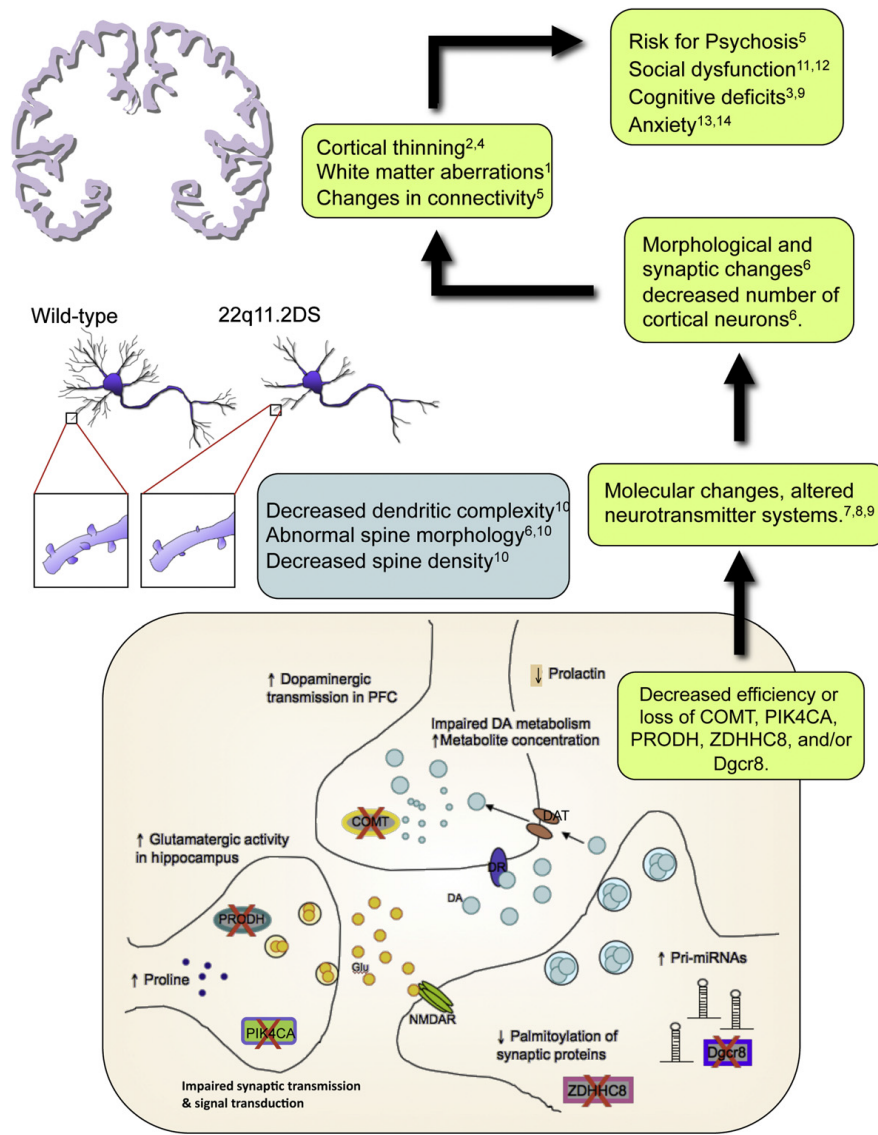 Risk for Psychosis5
Social dysfunction11,12
Cognitive deficits3,9
Anxiety13,14
Cortical thinning2,4
White matter aberrations1
Changes in connectivity5
Morphological and
synaptic changes6
decreased number of
cortical neurons6.
Wild-type
22q11.2DS
Decreased dendritic complexity10
Abnormal spine morphology6,10
Decreased spine density10
Molecular changes, altered
neurotransmitter systems.7,8,9
Decreased efficiency or
loss of COMT, PIK4CA,
PRODH, ZDHHC8, and/or
Dgcr8.
↑ Dopaminergic
transmission in PFC
↓ Prolactin
Impaired DA metabolism
↑Metabolite concentration
COMT
DAT
↑ Glutamatergic activity
in hippocampus
DR
DA
PRODH
Glu
↑ Proline
↑ Pri-miRNAs
NMDAR
PIK4CA
↓ Palmitoylation of
synaptic proteins
Dgcr8
Impaired synaptic transmission
& signal transduction
ZDHHC8